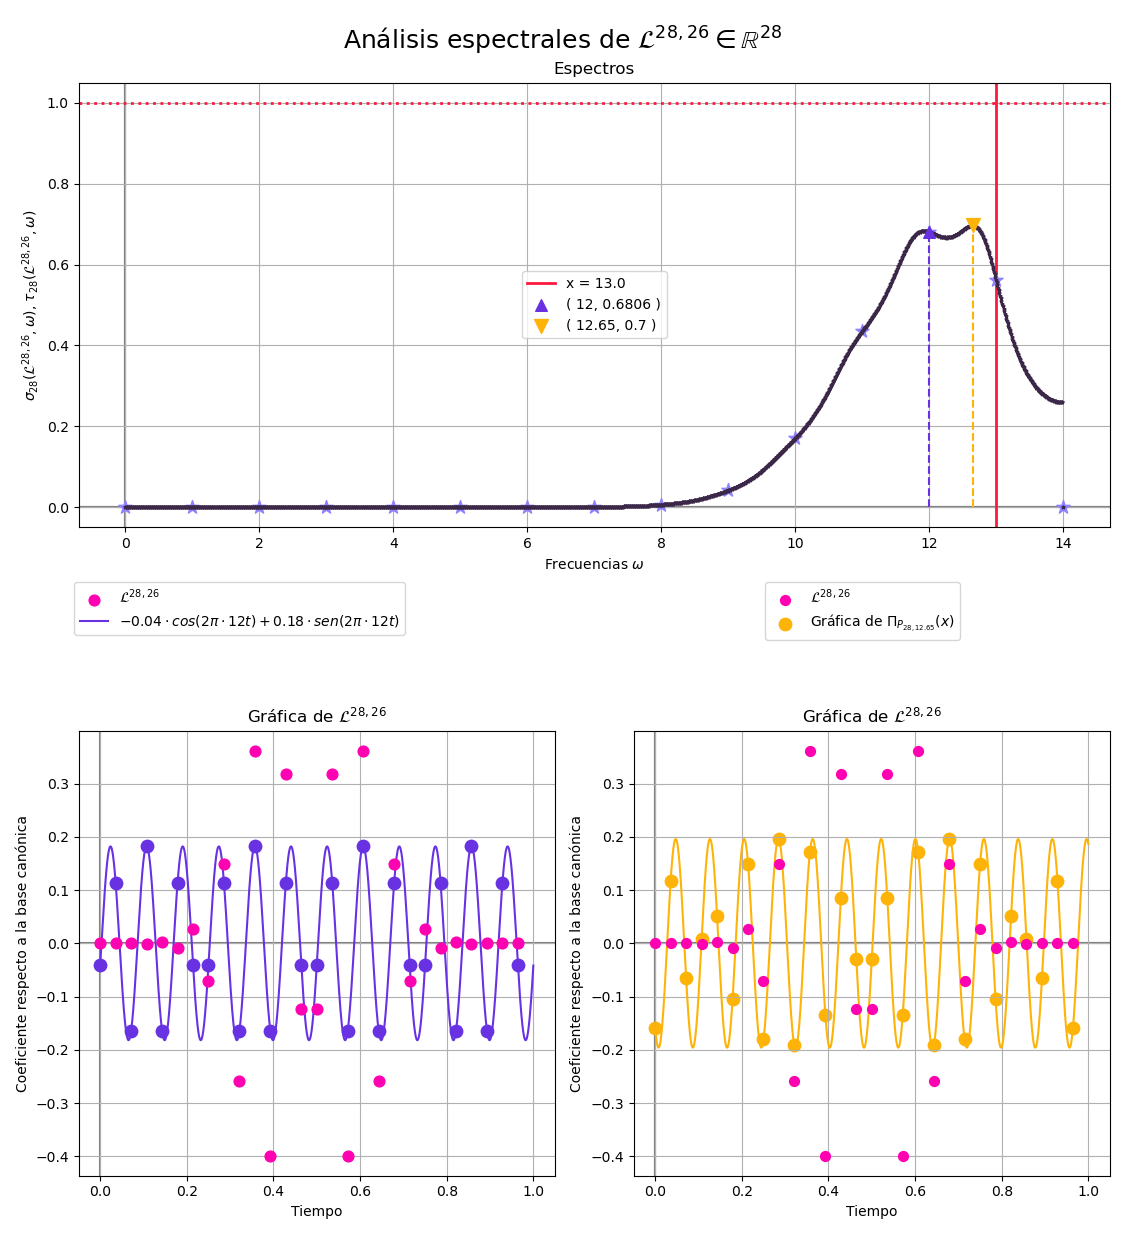 Análisis espectrales de 𝓛^{28,26} ∈ ℝ^{28}
Espectros
σ_{28}(𝓛^{28,26}, ω), τ_{28}(𝓛^{28,26}, ω)
1.0
0.8
0.6
0.4
0.2
0.0
x = 13.0
( 12, 0.6806 )
( 12.65, 0.7 )
0 2 4 6 8 10 12 14
Frecuencias ω
𝓛^{28,26}
−0.04 · cos(2π · 12t) + 0.18 · sen(2π · 12t)
𝓛^{28,26}
Gráfica de Π_{P_{28,12.65}}(x)
Gráfica de 𝓛^{28,26}
Coeficiente respecto a la base canónica
0.3
0.2
0.1
0.0
−0.1
−0.2
−0.3
−0.4
0.0 0.2 0.4 0.6 0.8 1.0
Tiempo
Gráfica de 𝓛^{28,26}
Coeficiente respecto a la base canónica
0.3
0.2
0.1
0.0
−0.1
−0.2
−0.3
−0.4
0.0 0.2 0.4 0.6 0.8 1.0
Tiempo